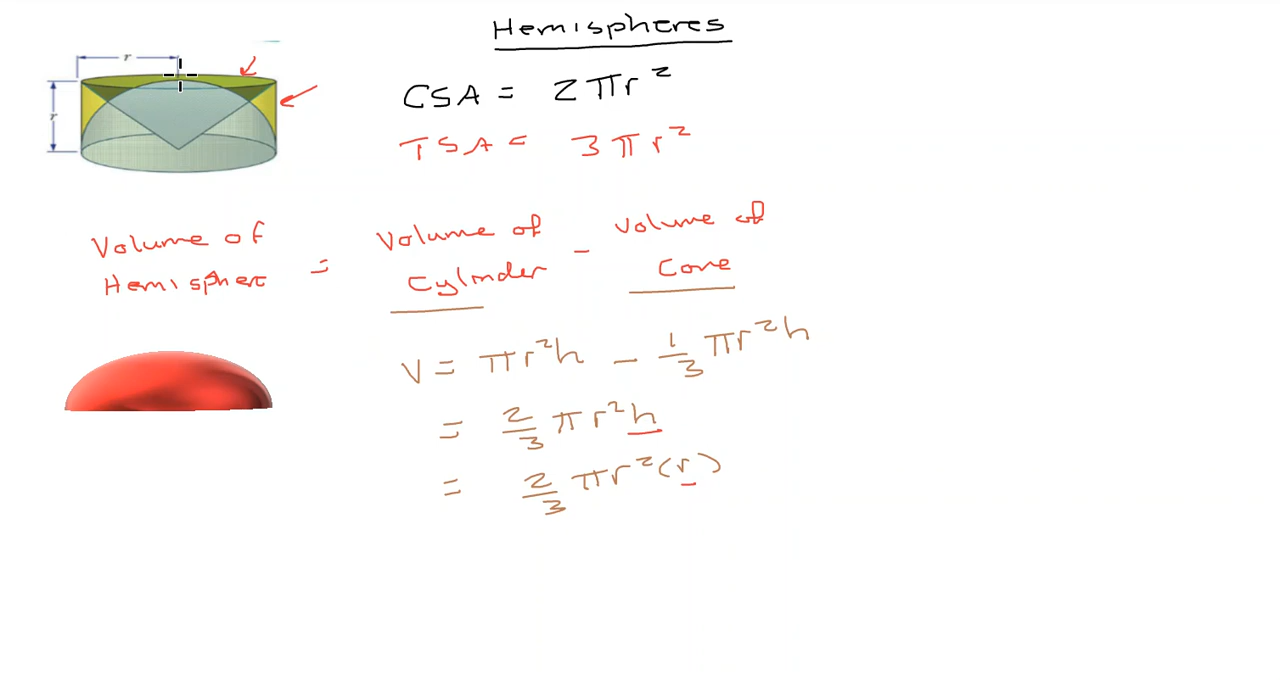 Hemispheres
r
r
CSA = 2πr²
TSA = 3πr²
Volume of Hemisphere = Volume of Cylinder - Volume of Cone
V = πr²h - 1/3 πr²h
= 2/3 πr²h
= 2/3 πr²(r)